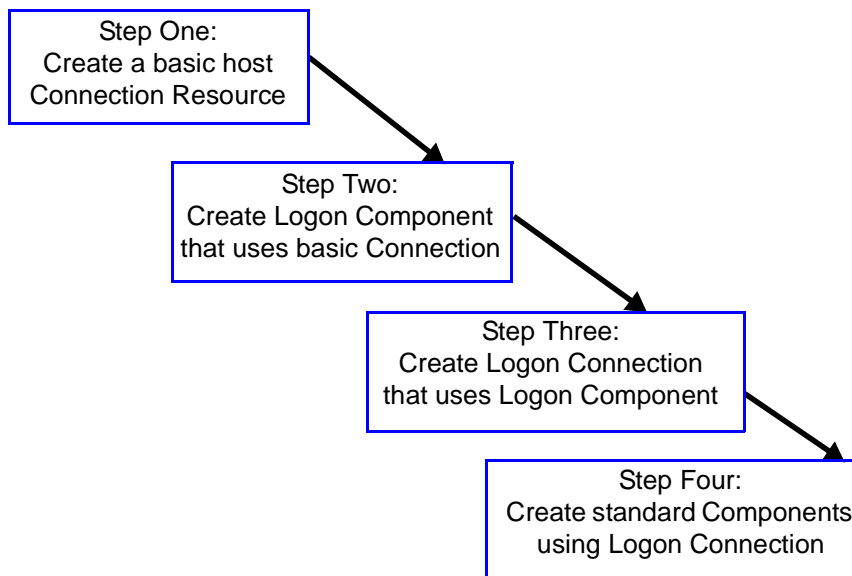 Step One:
Create a basic host
Connection Resource
Step Two:
Create Logon Component
that uses basic Connection
Step Three:
Create Logon Connection
that uses Logon Component
Step Four:
Create standard Components
using Logon Connection